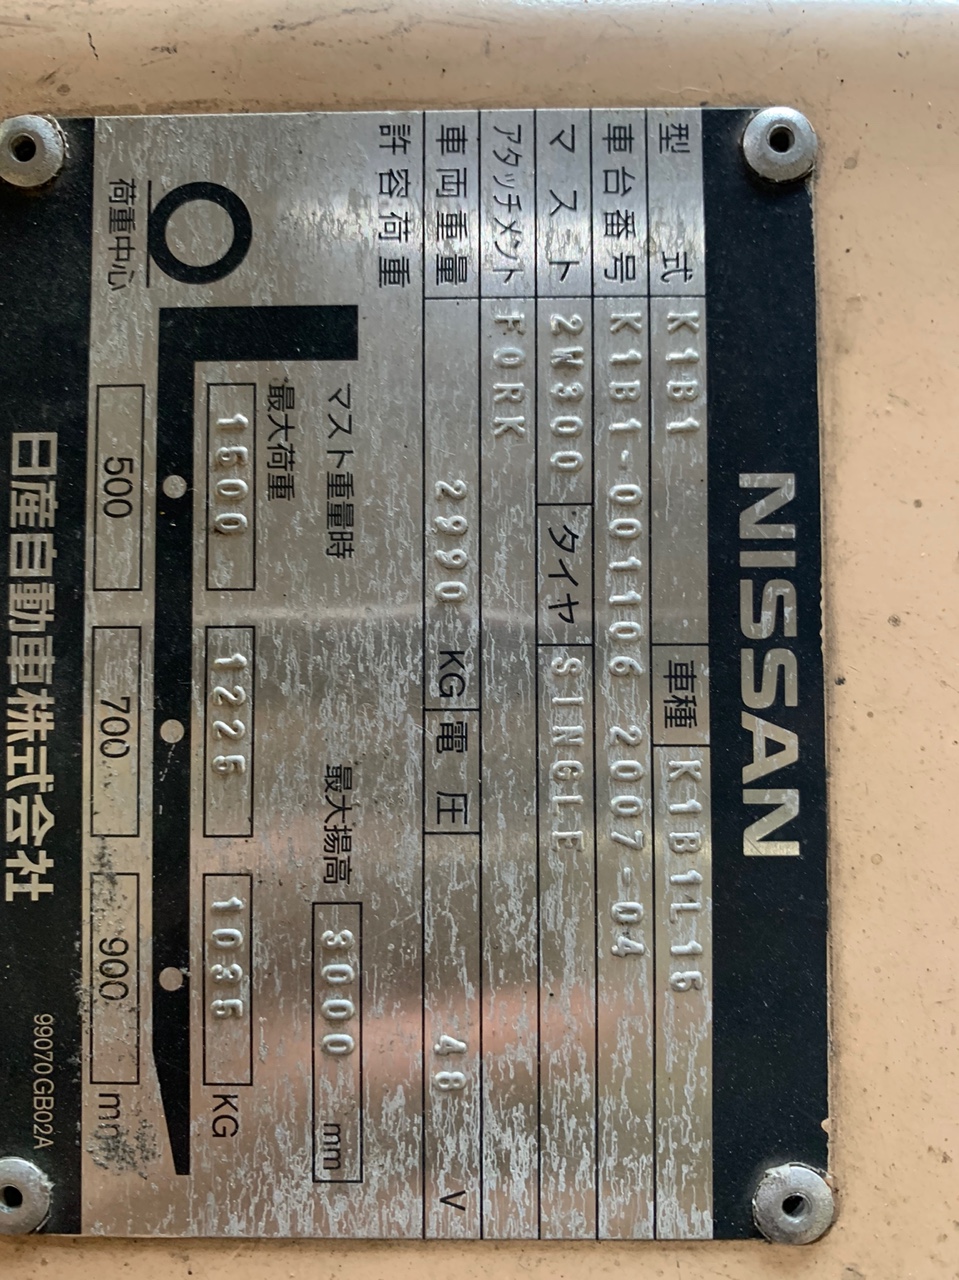 NISSAN
型式 K1B1 車種 K1B1L15
車台番号 K1B1-001106 2007-04
マスト 2W300 タイヤ SINGLE
アタッチメント FORK
車両重量 2990 KG 電圧 48 V
許容荷重
マスト重量時 最大揚高 3000 mm
最大荷重
1500 1225 1035 KG
荷重中心 500 700 900 mm
日産自動車株式会社 99070 GB02A